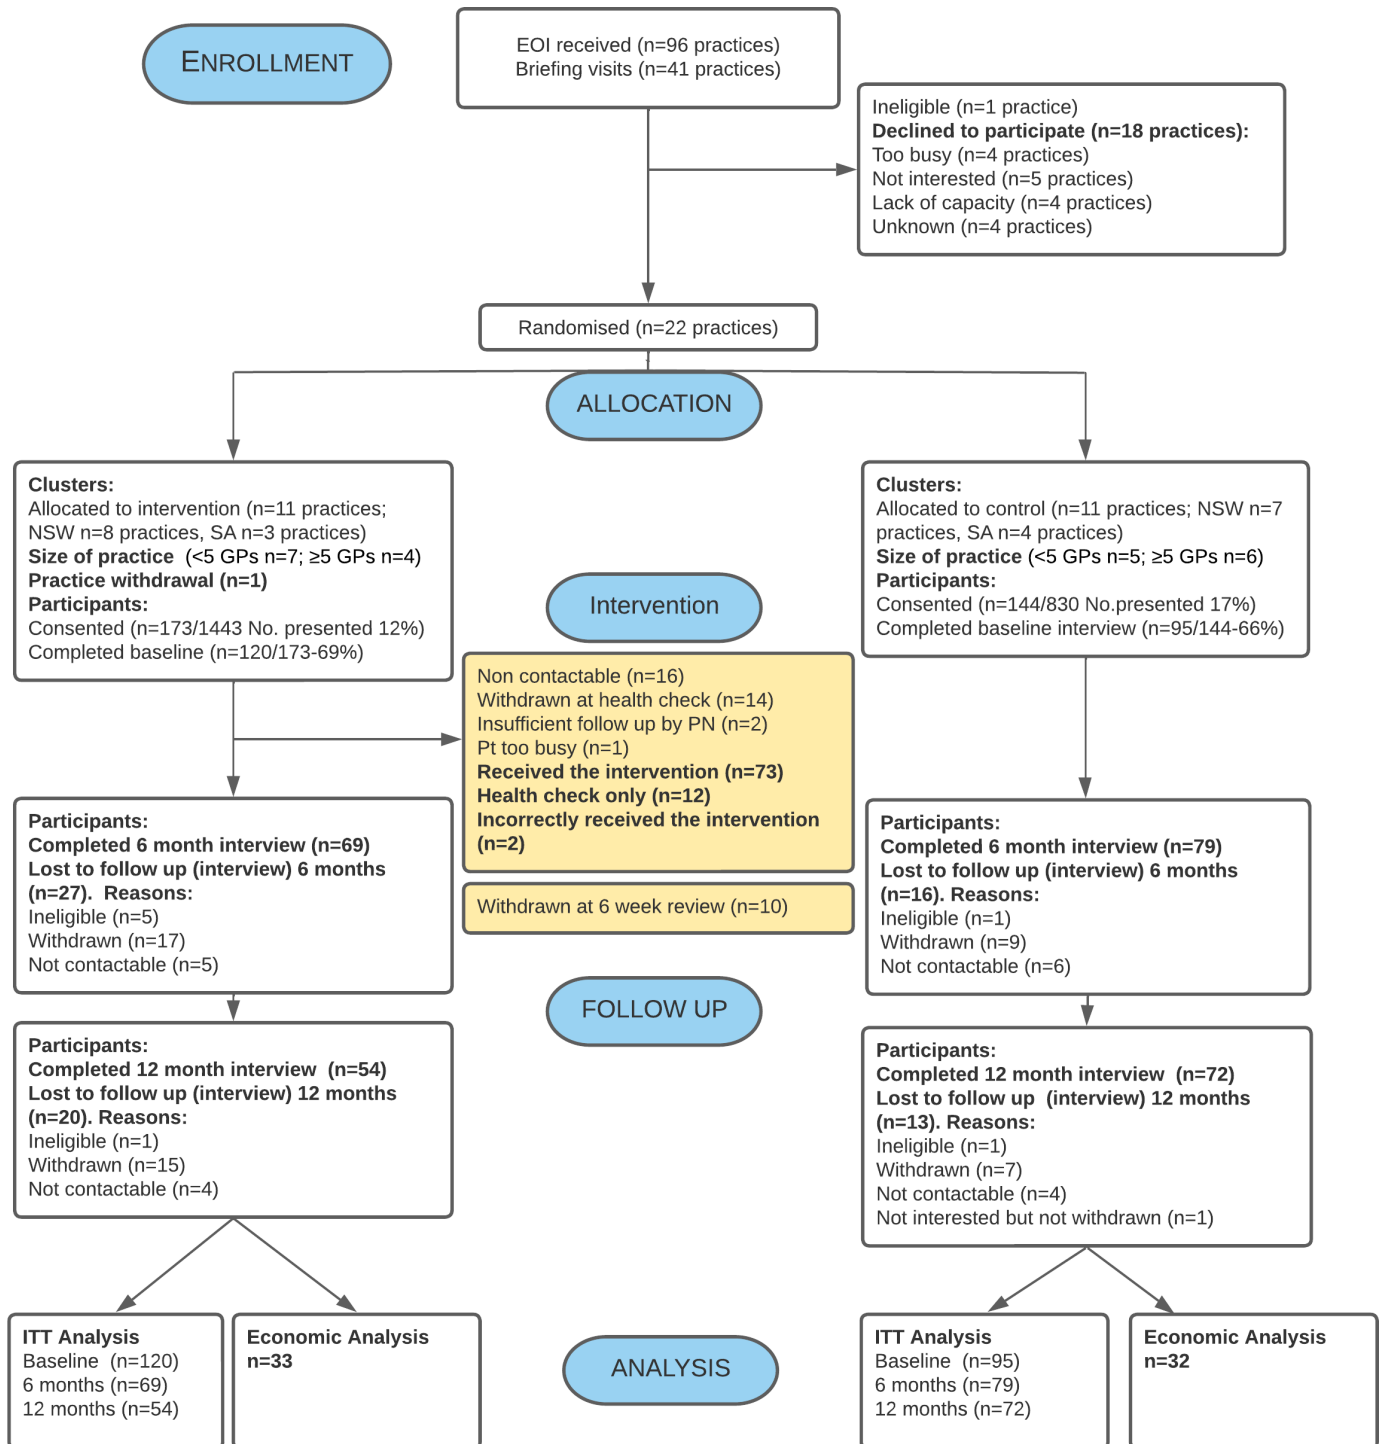 ENROLLMENT
EOI received (n=96 practices)
Briefing visits (n=41 practices)
Ineligible (n=1 practice)
Declined to participate (n=18 practices):
Too busy (n=4 practices)
Not interested (n=5 practices)
Lack of capacity (n=4 practices)
Unknown (n=4 practices)
Randomised (n=22 practices)
ALLOCATION
Clusters:
Allocated to intervention (n=11 practices;
NSW n=8 practices, SA n=3 practices)
Size of practice (<5 GPs n=7; ≥5 GPs n=4)
Practice withdrawal (n=1)
Participants:
Consented (n=173/1443 No. presented 12%)
Completed baseline (n=120/173-69%)
Clusters:
Allocated to control (n=11 practices; NSW n=7
practices, SA n=4 practices)
Size of practice (<5 GPs n=5; ≥5 GPs n=6)
Participants:
Consented (n=144/830 No.presented 17%)
Completed baseline interview (n=95/144-66%)
Intervention
Non contactable (n=16)
Withdrawn at health check (n=14)
Insufficient follow up by PN (n=2)
Pt too busy (n=1)
Received the intervention (n=73)
Health check only (n=12)
Incorrectly received the intervention
(n=2)
Withdrawn at 6 week review (n=10)
Participants:
Completed 6 month interview (n=69)
Lost to follow up (interview) 6 months
(n=27). Reasons:
Ineligible (n=5)
Withdrawn (n=17)
Not contactable (n=5)
Participants:
Completed 6 month interview (n=79)
Lost to follow up (interview) 6 months
(n=16). Reasons:
Ineligible (n=1)
Withdrawn (n=9)
Not contactable (n=6)
FOLLOW UP
Participants:
Completed 12 month interview (n=54)
Lost to follow up (interview) 12 months
(n=20). Reasons:
Ineligible (n=1)
Withdrawn (n=15)
Not contactable (n=4)
Participants:
Completed 12 month interview (n=72)
Lost to follow up (interview) 12 months
(n=13). Reasons:
Ineligible (n=1)
Withdrawn (n=7)
Not contactable (n=4)
Not interested but not withdrawn (n=1)
ITT Analysis
Baseline (n=120)
6 months (n=69)
12 months (n=54)
Economic Analysis
n=33
ANALYSIS
ITT Analysis
Baseline (n=95)
6 months (n=79)
12 months (n=72)
Economic Analysis
n=32